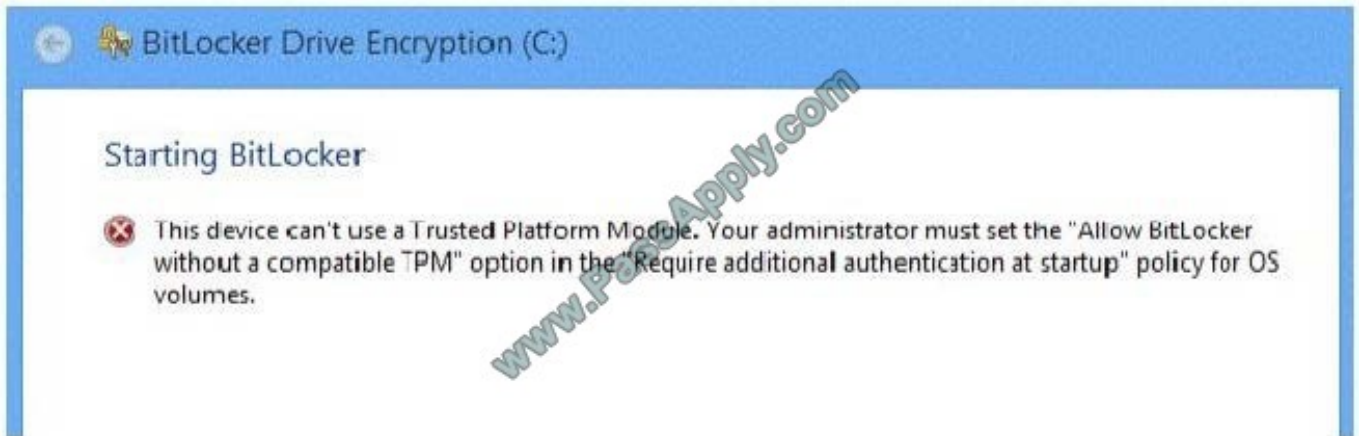 BitLocker Drive Encryption (C:)
Starting BitLocker
This device can't use a Trusted Platform Module. Your administrator must set the "Allow BitLocker
without a compatible TPM" option in the "Require additional authentication at startup" policy for OS
volumes.
www.PassApply.com